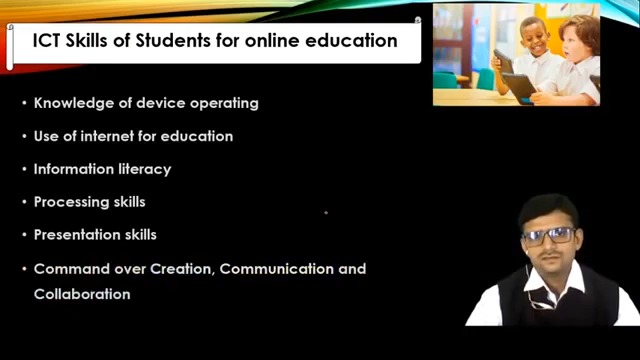 ICT Skills of Students for online education
• Knowledge of device operating
• Use of internet for education
• Information literacy
• Processing skills
• Presentation skills
• Command over Creation, Communication and
Collaboration